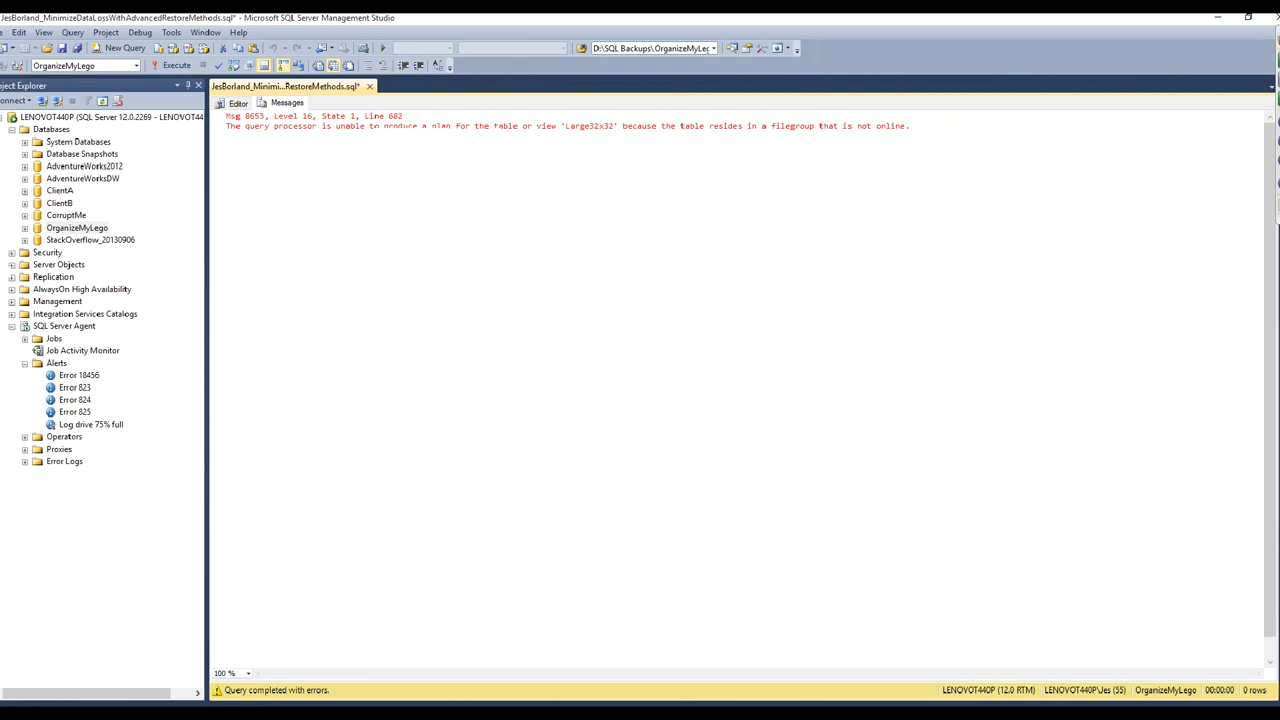 JesBorland_MinimizeDataLossWithAdvancedRestoreMethods.sql* - Microsoft SQL Server Management Studio
Edit View Query Project Debug Tools Window Help
New Query D:\SQL Backups\OrganizeMyLeg
OrganizeMyLego Execute
ject Explorer
JesBorland_Minimi...RestoreMethods.sql*
onnect
Editor Messages
LENOVOT440P (SQL Server 12.0.2269 - LENOVOT44
Databases
System Databases
Database Snapshots
AdventureWorks2012
AdventureWorksDW
ClientA
ClientB
CorruptMe
OrganizeMyLego
StackOverflow_20130906
Security
Server Objects
Replication
AlwaysOn High Availability
Management
Integration Services Catalogs
SQL Server Agent
Jobs
Job Activity Monitor
Alerts
Error 18456
Error 823
Error 824
Error 825
Log drive 75% full
Operators
Proxies
Error Logs
Msg 8653, Level 16, State 1, Line 682
The query processor is unable to produce a plan for the table or view 'Large32x32' because the table resides in a filegroup that is not online.
100 %
Query completed with errors. LENOVOT440P (12.0 RTM) LENOVOT440P\Jes (55) OrganizeMyLego 00:00:00 0 rows